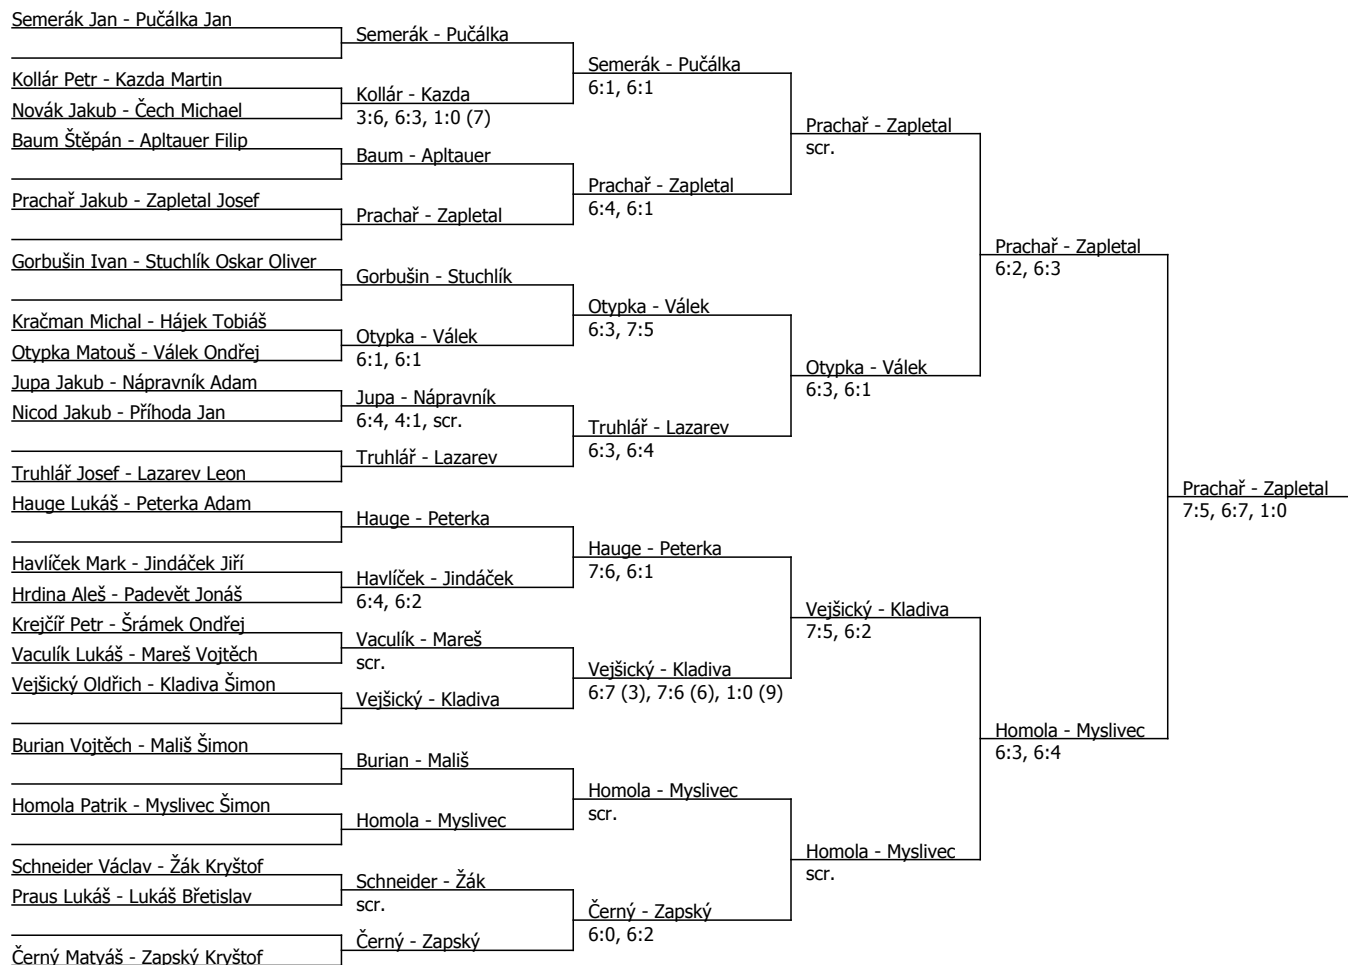 Semerák Jan - Pučálka Jan
Kollár Petr - Kazda Martin
Novák Jakub - Čech Michael
Baum Štěpán - Apltauer Filip
Prachař Jakub - Zapletal Josef
Gorbušin Ivan - Stuchlík Oskar Oliver
Kračman Michal - Hájek Tobiáš
Otypka Matouš - Válek Ondřej
Jupa Jakub - Nápravník Adam
Nicod Jakub - Příhoda Jan
Truhlář Josef - Lazarev Leon
Hauge Lukáš - Peterka Adam
Havlíček Mark - Jindáček Jiří
Hrdina Aleš - Padevět Jonáš
Krejčíř Petr - Šrámek Ondřej
Vaculík Lukáš - Mareš Vojtěch
Vejšický Oldřich - Kladiva Šimon
Burian Vojtěch - Mališ Šimon
Homola Patrik - Myslivec Šimon
Schneider Václav - Žák Kryštof
Praus Lukáš - Lukáš Břetislav
Černý Matyáš - Zapský Kryštof
Semerák - Pučálka
Kollár - Kazda
3:6, 6:3, 1:0 (7)
Baum - Apltauer
Prachař - Zapletal
Gorbušin - Stuchlík
Otypka - Válek
6:1, 6:1
Jupa - Nápravník
6:4, 4:1, scr.
Truhlář - Lazarev
Hauge - Peterka
Havlíček - Jindáček
6:4, 6:2
Vaculík - Mareš
scr.
Vejšický - Kladiva
Burian - Mališ
Homola - Myslivec
Schneider - Žák
scr.
Černý - Zapský
Semerák - Pučálka
6:1, 6:1
Prachař - Zapletal
6:4, 6:1
Otypka - Válek
6:3, 7:5
Truhlář - Lazarev
6:3, 6:4
Hauge - Peterka
7:6, 6:1
Vejšický - Kladiva
6:7 (3), 7:6 (6), 1:0 (9)
Homola - Myslivec
scr.
Černý - Zapský
6:0, 6:2
Prachař - Zapletal
scr.
Otypka - Válek
6:3, 6:1
Vejšický - Kladiva
7:5, 6:2
Homola - Myslivec
scr.
Prachař - Zapletal
6:2, 6:3
Homola - Myslivec
6:3, 6:4
Prachař - Zapletal
7:5, 6:7, 1:0